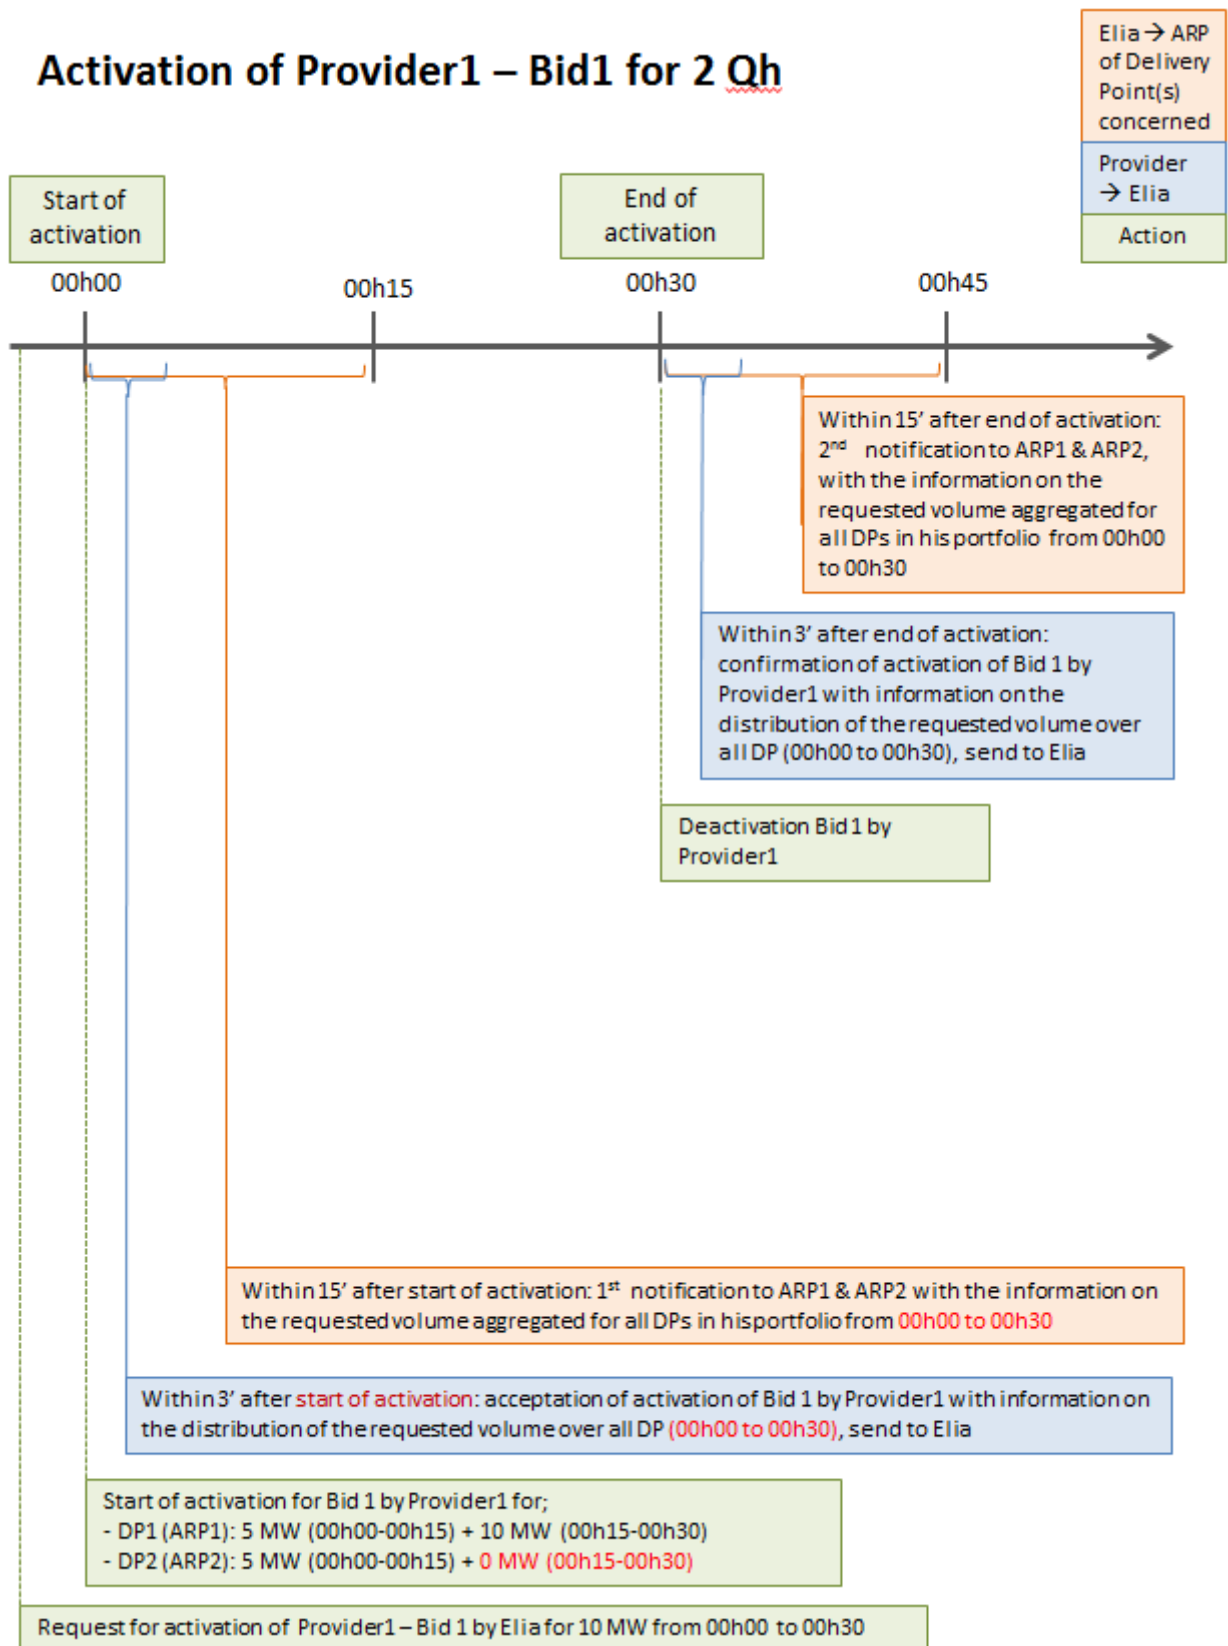 Activation of Provider1 – Bid1 for 2 Qh
Elia → ARP
of Delivery
Point(s)
concerned
Provider
→ Elia
Action
Start of
activation
End of
activation
00h00
00h15
00h30
00h45
Within 15’ after end of activation:
2nd notification to ARP1 & ARP2,
with the information on the
requested volume aggregated for
all DPs in his portfolio from 00h00
to 00h30
Within 3’ after end of activation:
confirmation of activation of Bid 1 by
Provider1 with information on the
distribution of the requested volume over
all DP (00h00 to 00h30), send to Elia
Deactivation Bid1 by
Provider1
Within 15’ after start of activation: 1st notification to ARP1 & ARP2 with the information on
the requested volume aggregated for all DPs in hisportfolio from 00h00 to 00h30
Within 3’ after start of activation: acceptation of activation of Bid 1 by Provider1 with information on
the distribution of the requested volume over all DP (00h00 to 00h30), send to Elia
Start of activation for Bid 1 by Provider1 for;
- DP1 (ARP1): 5 MW (00h00-00h15) + 10 MW (00h15-00h30)
- DP2 (ARP2): 5 MW (00h00-00h15) + 0 MW (00h15-00h30)
Request for activation of Provider1 – Bid 1 by Elia for 10 MW from 00h00 to 00h30